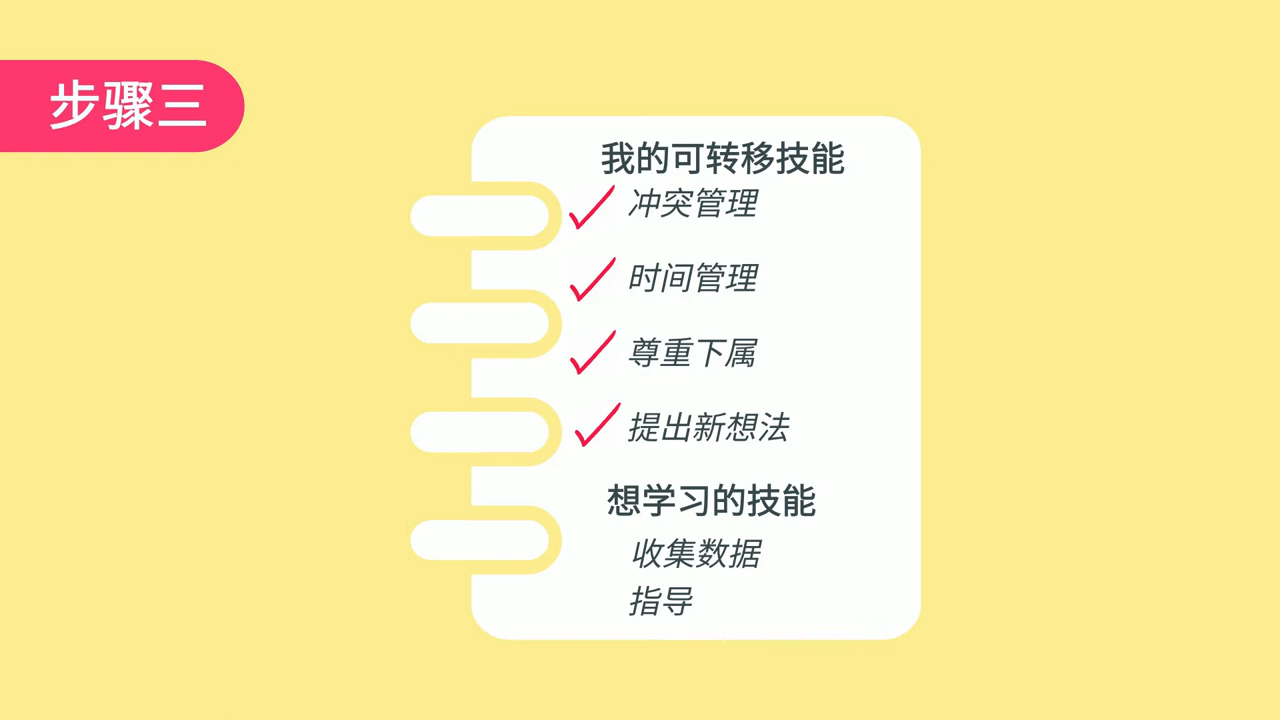 步骤三
我的可转移技能
冲突管理
时间管理
尊重下属
提出新想法
想学习的技能
收集数据
指导